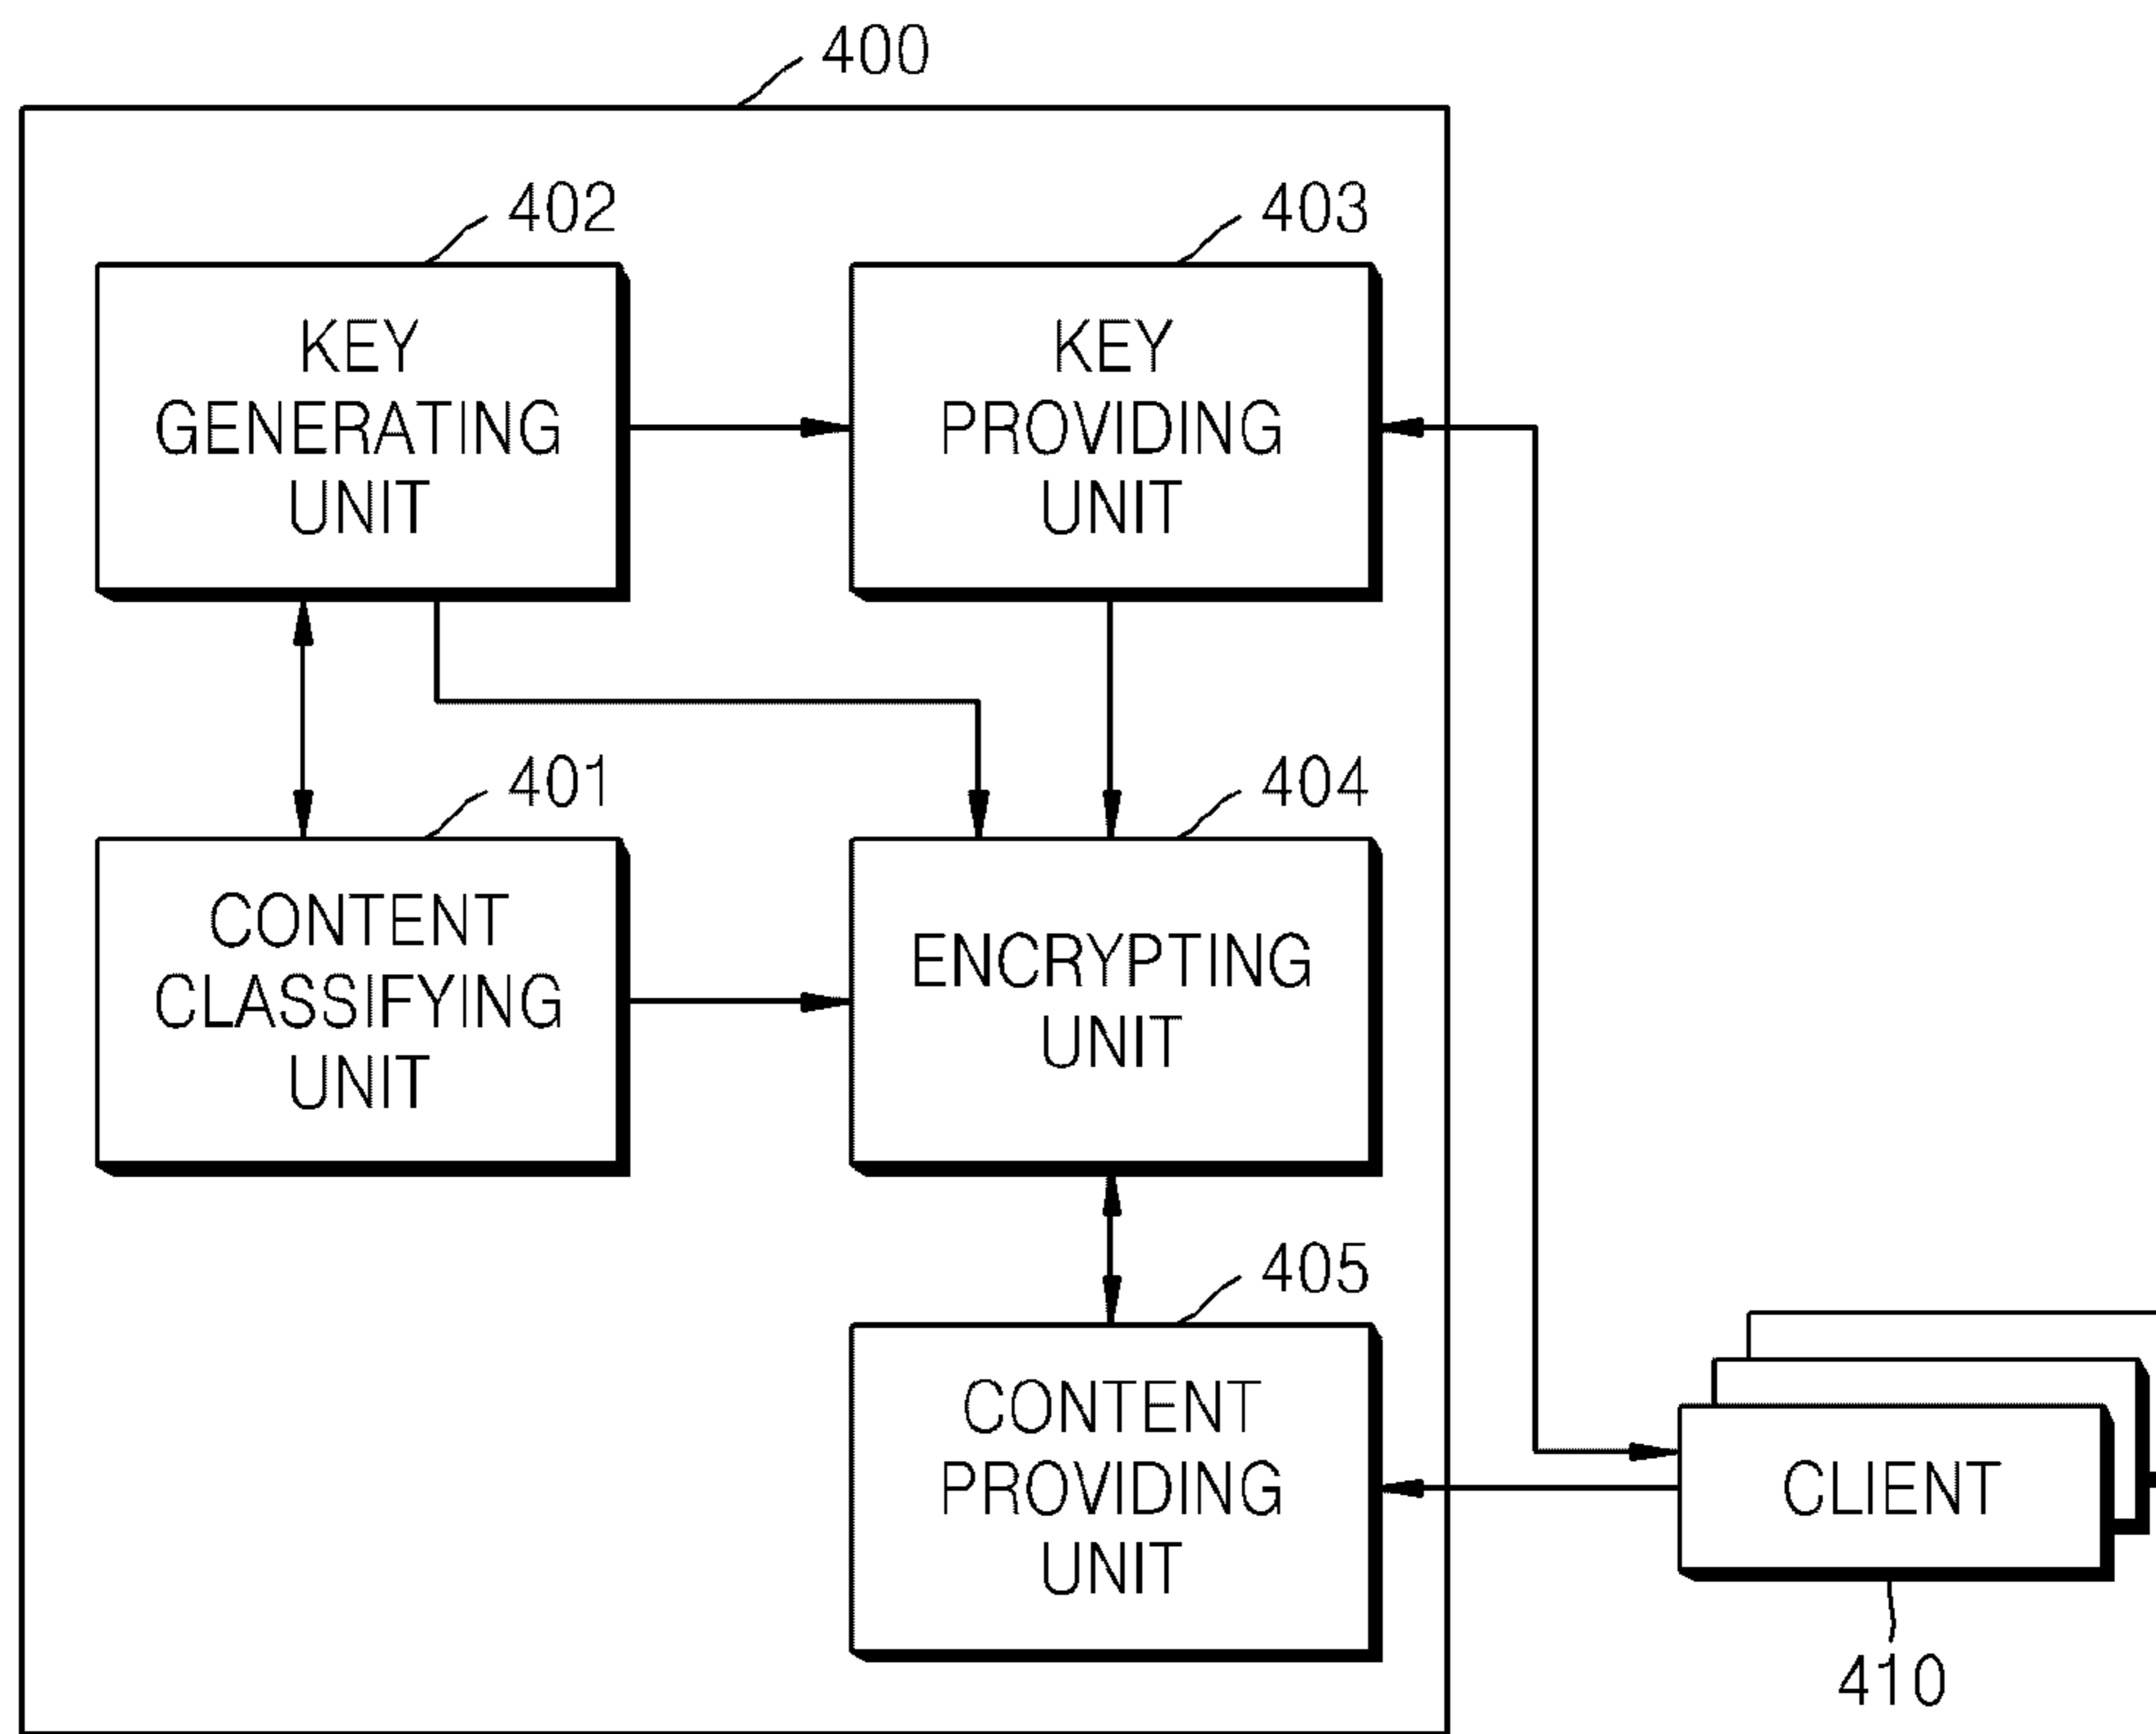 400
402
403
KEY
GENERATING
UNIT
KEY
PROVIDING
UNIT
401
404
CONTENT
CLASSIFYING
UNIT
ENCRYPTING
UNIT
405
CONTENT
PROVIDING
UNIT
CLIENT
410